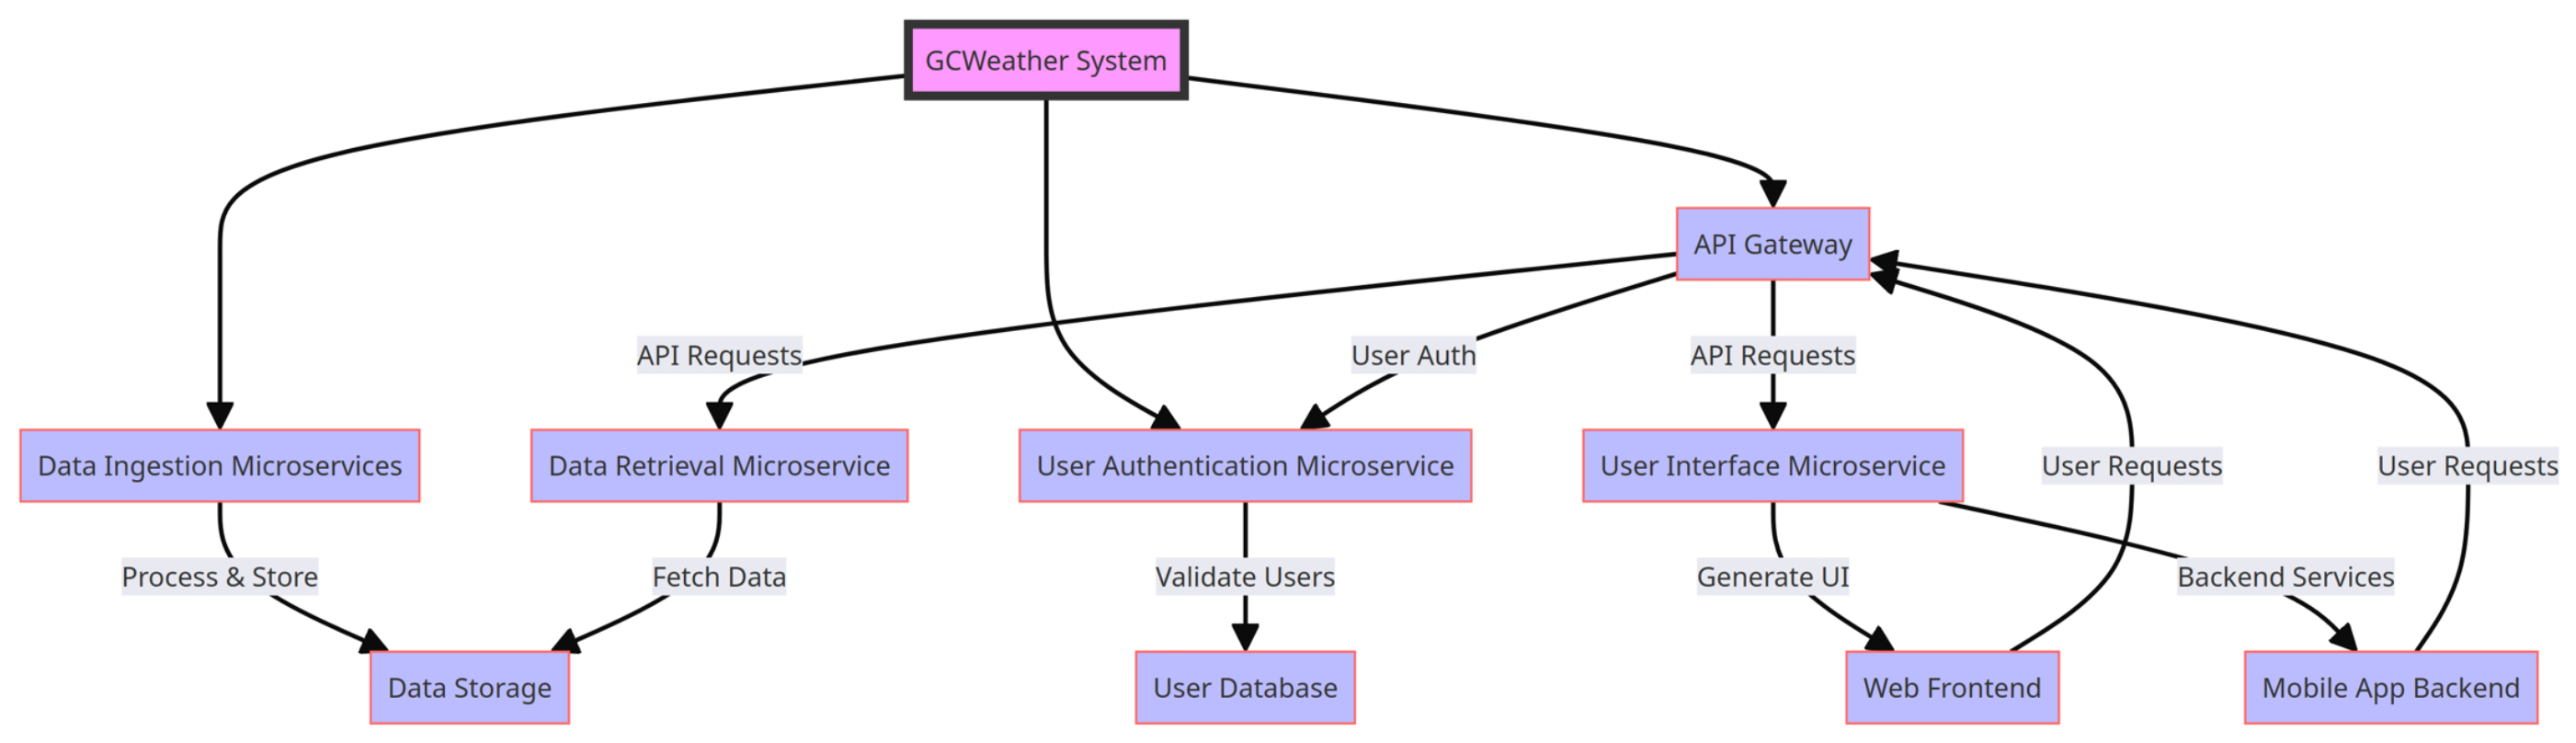 GCWeather System
API Gateway
API Requests
User Auth
API Requests
Data Ingestion Microservices
Data Retrieval Microservice
User Authentication Microservice
User Interface Microservice
User Requests
User Requests
Process & Store
Fetch Data
Validate Users
Generate UI
Backend Services
Data Storage
User Database
Web Frontend
Mobile App Backend